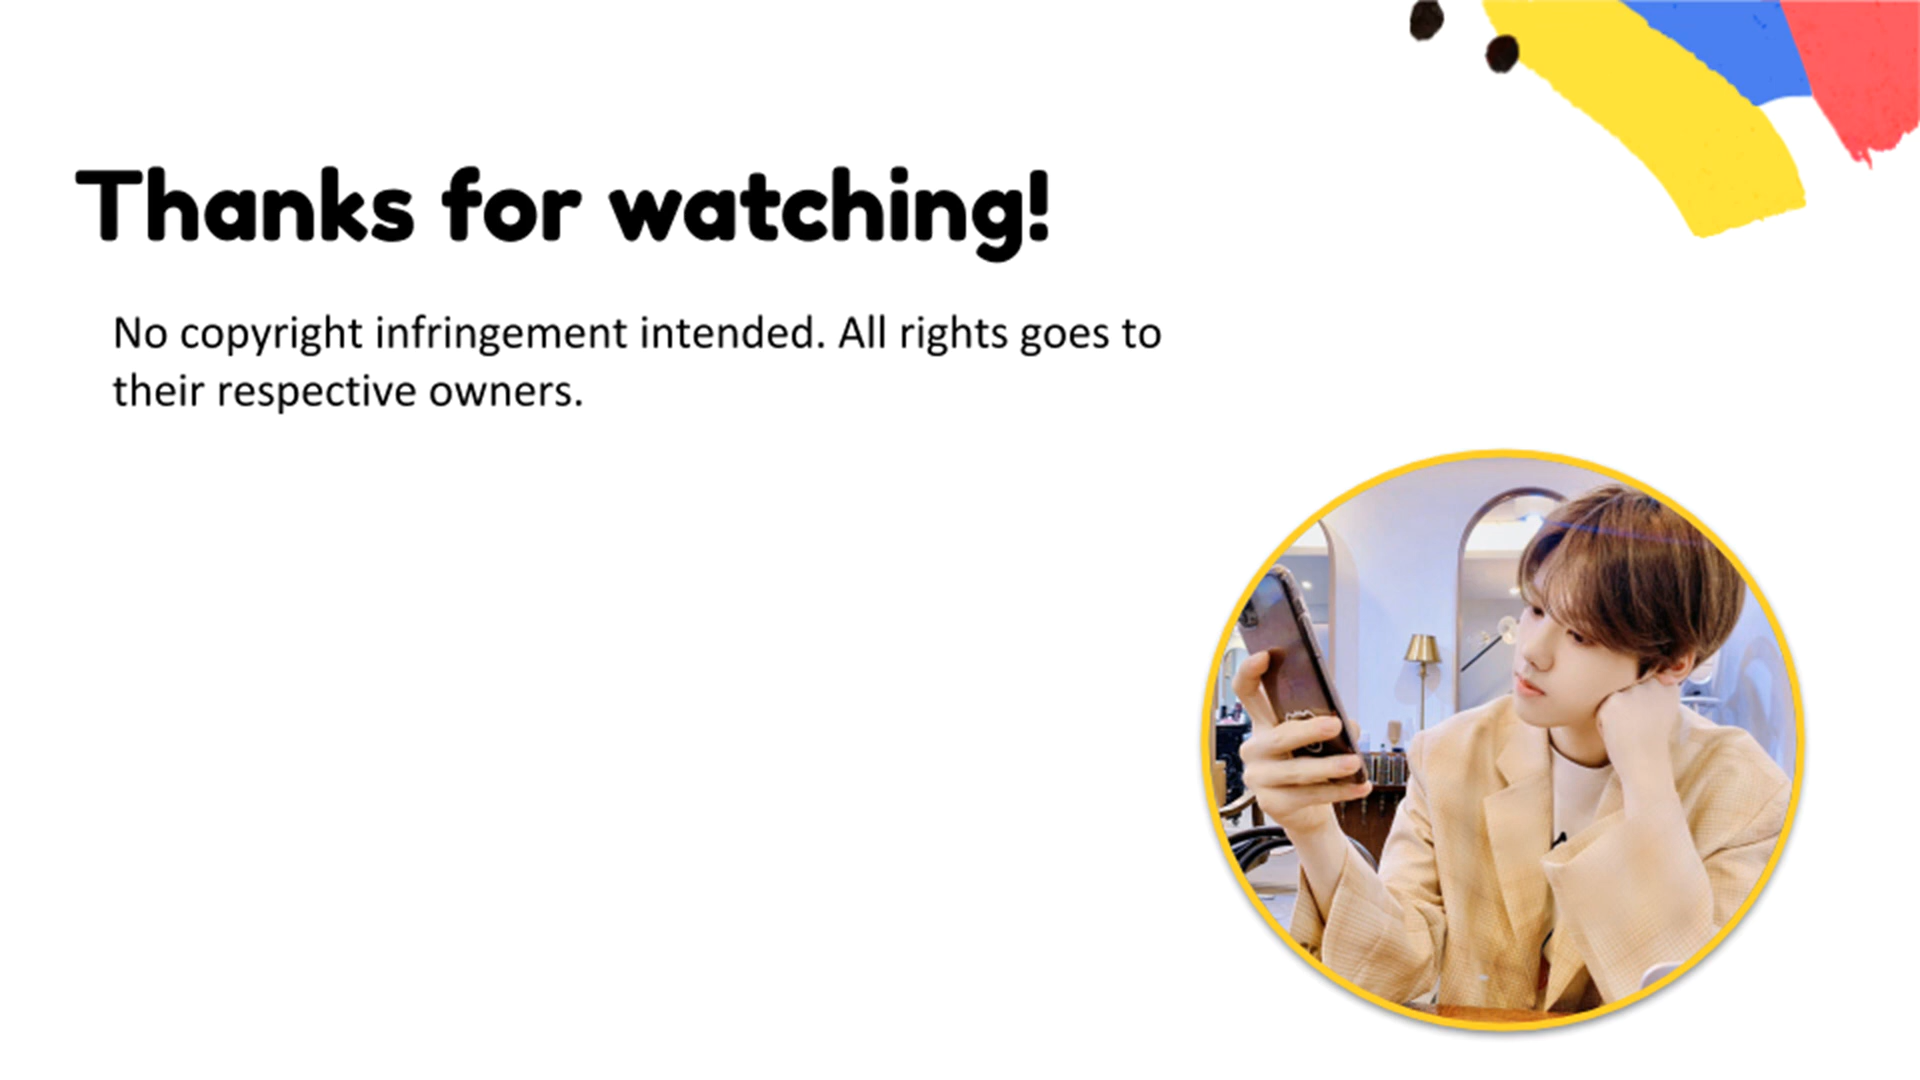 Thanks for watching!
No copyright infringement intended. All rights goes to
their respective owners.